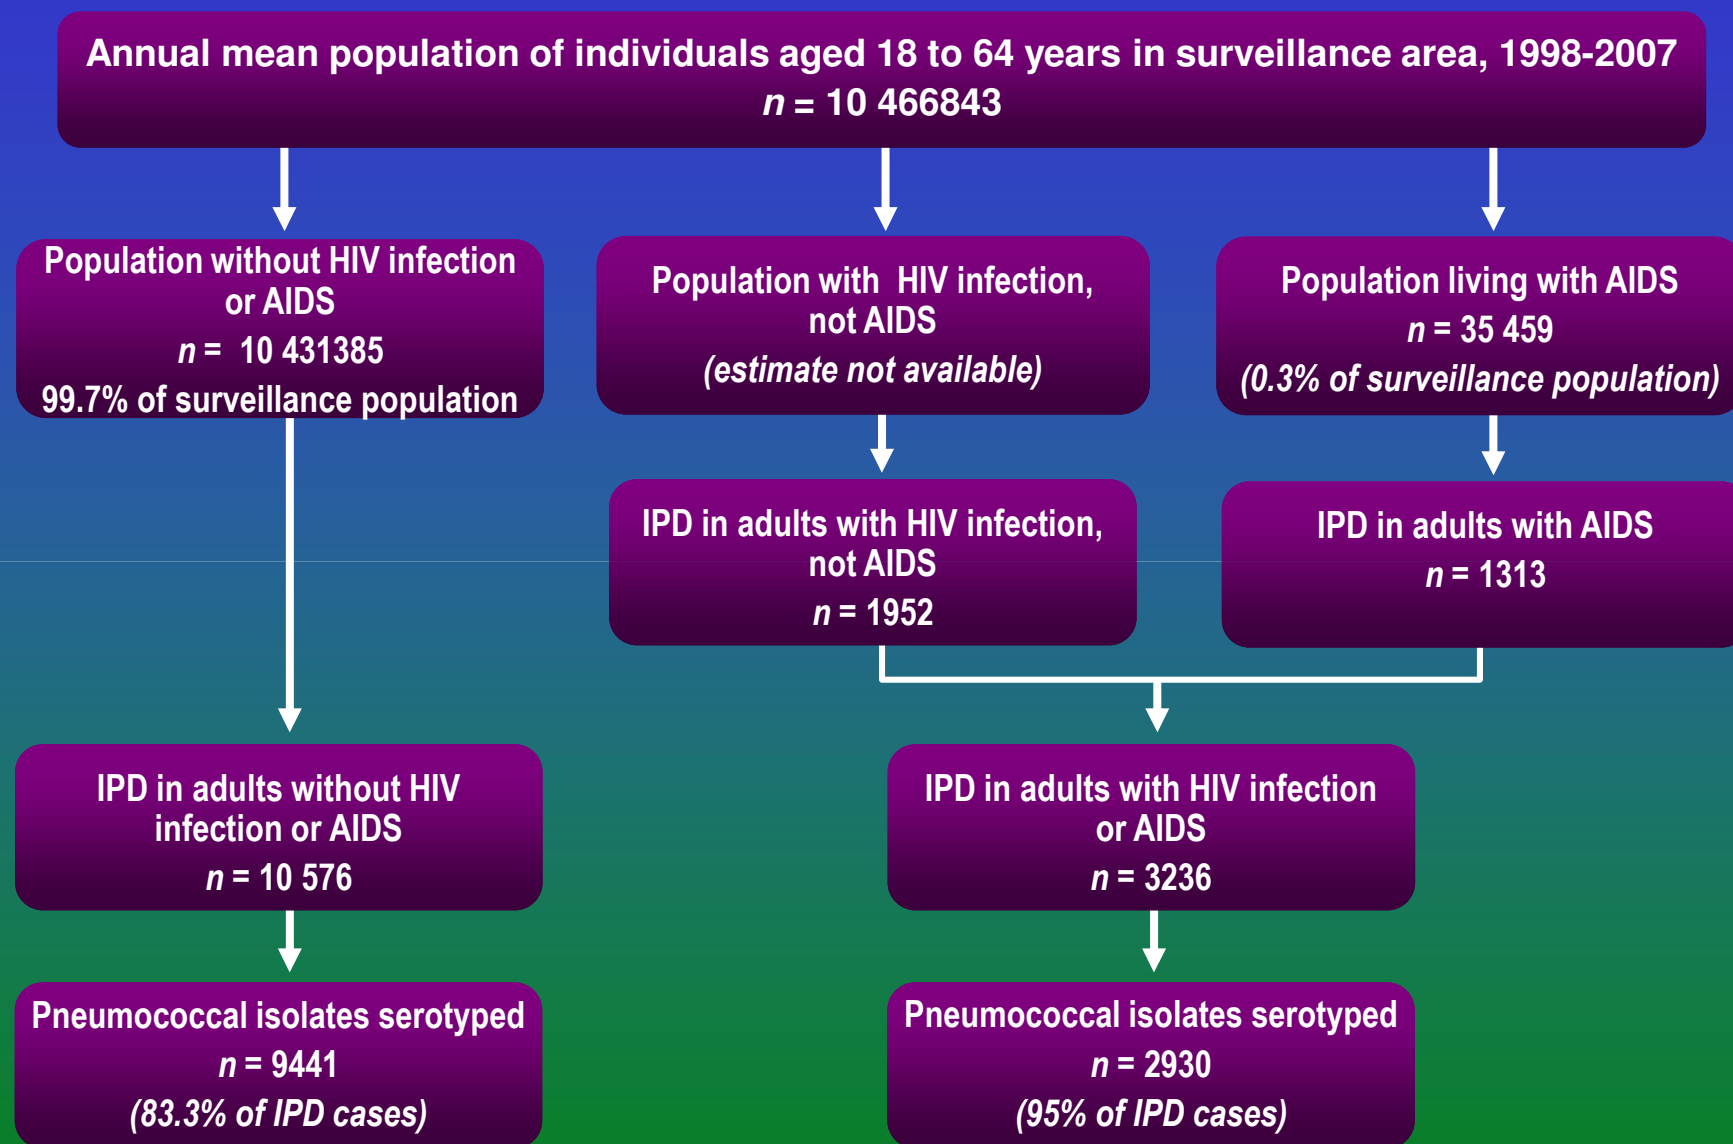 Annual mean population of individuals aged 18 to 64 years in surveillance area, 1998-2007
n = 10 466843
Population without HIV infection
or AIDS
n = 10 431385
99.7% of surveillance population
Population with HIV infection,
not AIDS
(estimate not available)
Population living with AIDS
n = 35 459
(0.3% of surveillance population)
IPD in adults with HIV infection,
not AIDS
n = 1952
IPD in adults with AIDS
n = 1313
IPD in adults without HIV
infection or AIDS
n = 10 576
IPD in adults with HIV infection
or AIDS
n = 3236
Pneumococcal isolates serotyped
n = 9441
(83.3% of IPD cases)
Pneumococcal isolates serotyped
n = 2930
(95% of IPD cases)